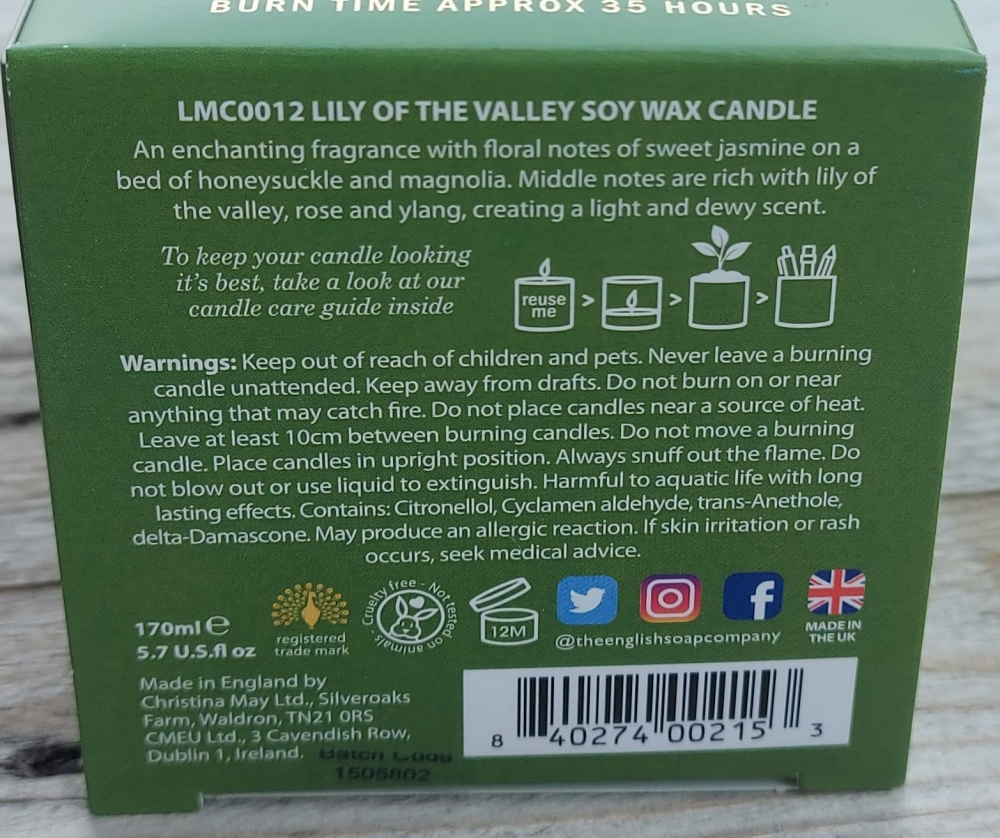 BURN TIME APPROX 35 HOURS
LMC0012 LILY OF THE VALLEY SOY WAX CANDLE
An enchanting fragrance with floral notes of sweet jasmine on a
bed of honeysuckle and magnolia. Middle notes are rich with lily of
the valley, rose and ylang, creating a light and dewy scent.
To keep your candle looking
it's best, take a look at our
candle care guide inside
reuse
me
> > >
Warnings: Keep out of reach of children and pets. Never leave a burning
candle unattended. Keep away from drafts. Do not burn on or near
anything that may catch fire. Do not place candles near a source of heat.
Leave at least 10cm between burning candles. Do not move a burning
candle. Place candles in upright position. Always snuff out the flame. Do
not blow out or use liquid to extinguish. Harmful to aquatic life with long
lasting effects. Contains: Citronellol, Cyclamen aldehyde, trans-Anethole,
delta-Damascone. May produce an allergic reaction. If skin irritation or rash
occurs, seek medical advice.
170ml ℮
5.7 U.S.fl oz
registered
trade mark
Cruelty free - Not tested on animals -
12M
@theenglishsoapcompany
MADE IN
THE UK
Made in England by
Christina May Ltd., Silveroaks
Farm, Waldron, TN21 0RS
CMEU Ltd., 3 Cavendish Row,
Dublin 1, Ireland.
Batch Code
1505802
8 40274 00215 3